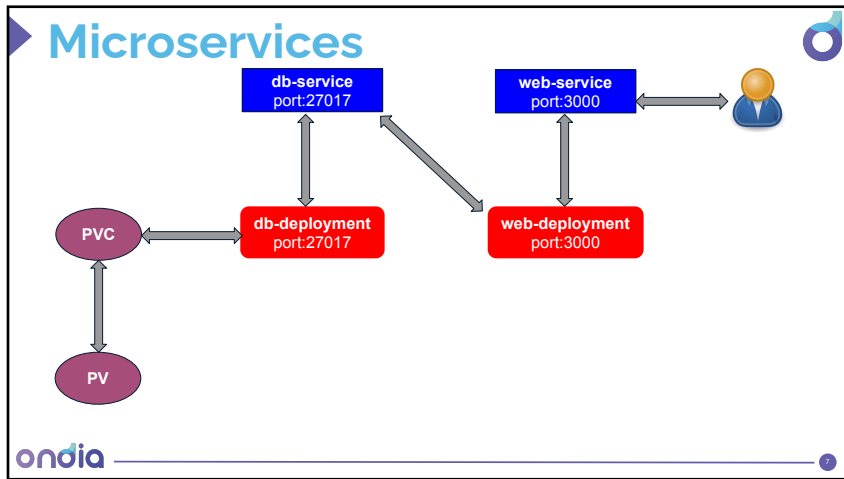 Microservices
db-service
port:27017
web-service
port:3000
db-deployment
port:27017
web-deployment
port:3000
PVC
PV
ondia
7